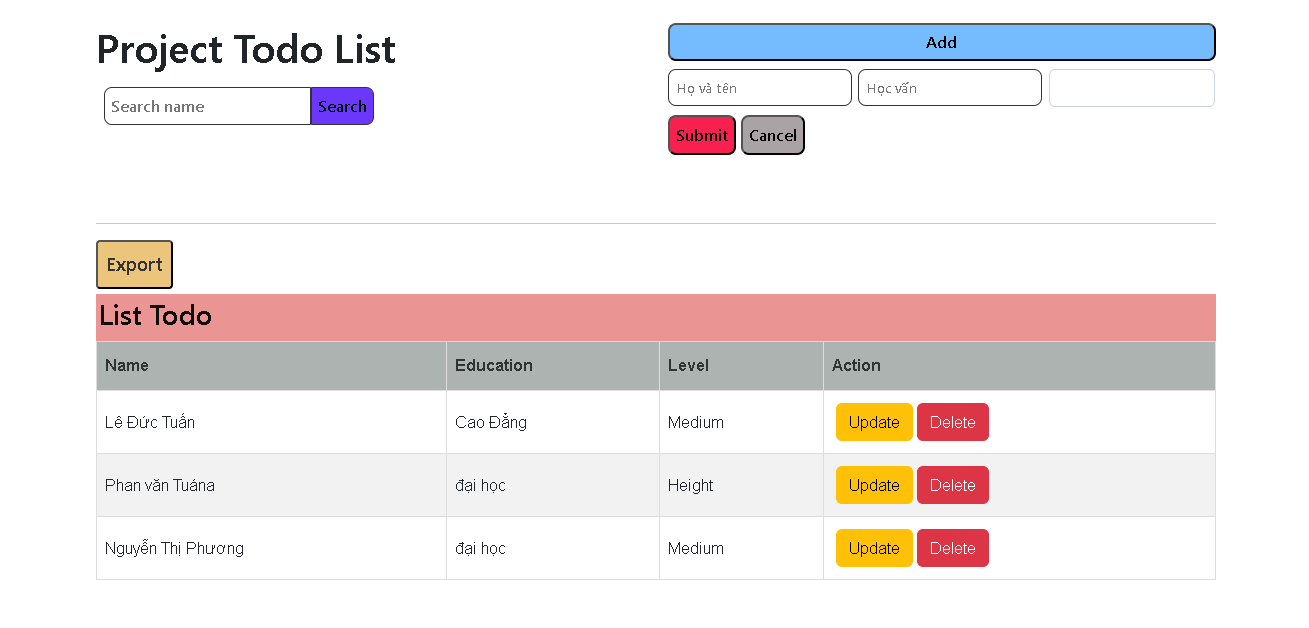 Project Todo List
Search name Search
Add
Họ và tên Học vấn
Submit Cancel
Export
List Todo
Name Education Level Action
Lê Đức Tuấn Cao Đẳng Medium Update Delete
Phan văn Tuána đại học Height Update Delete
Nguyễn Thị Phương đại học Medium Update Delete